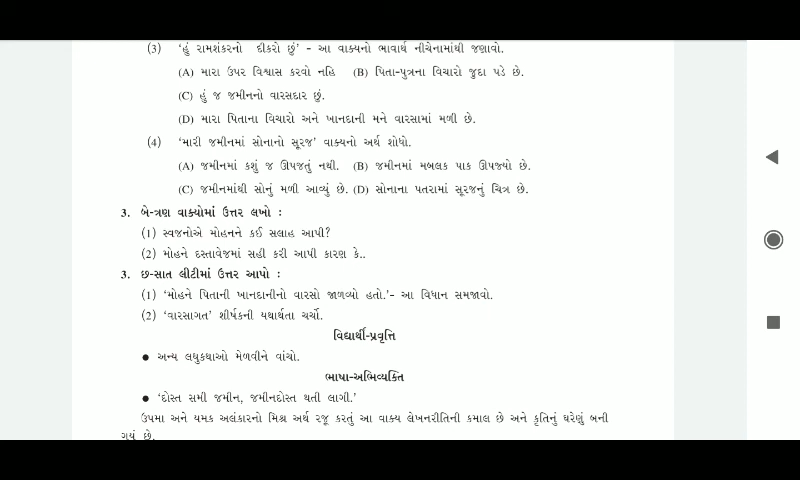 (3) ‘હું રામશંકરનો દીકરો છું’ - આ વાક્યનો ભાવાર્થ નીચેનામાંથી જણાવો.
(A) મારા ઉપર વિશ્વાસ કરવો નહિ (B) પિતા-પુત્રના વિચારો જુદા પડે છે.
(C) હું જ જમીનનો વારસદાર છું.
(D) મારા પિતાના વિચારો અને ખાનદાની મને વારસામાં મળી છે.
(4) ‘મારી જમીનમાં સોનાનો સૂરજ’ વાક્યનો અર્થ શોધો.
(A) જમીનમાં કશું જ ઊપજતું નથી. (B) જમીનમાં મબલક પાક ઊપજ્યો છે.
(C) જમીનમાંથી સોનું મળી આવ્યું છે. (D) સોનાના પતરામાં સૂરજનું ચિત્ર છે.
3. બે-ત્રણ વાક્યોમાં ઉત્તર લખો :
(1) સ્વજનોએ મોહનને કઈ સલાહ આપી?
(2) મોહને દસ્તાવેજમાં સહી કરી આપી કારણ કે..
3. છ-સાત લીટીમાં ઉત્તર આપો :
(1) ‘મોહને પિતાની ખાનદાનીનો વારસો જાળવ્યો હતો.’- આ વિધાન સમજાવો.
(2) ‘વારસાગત’ શીર્ષકની યથાર્થતા ચર્ચો.
વિદ્યાર્થી-પ્રવૃત્તિ
● અન્ય લઘુકથાઓ મેળવીને વાંચો.
ભાષા-અભિવ્યક્તિ
● ‘દોસ્ત સમી જમીન, જમીનદોસ્ત થતી લાગી.’
ઉપમા અને યમક અલંકારનો મિશ્ર અર્થ રજૂ કરતું આ વાક્ય લેખનરીતિની કમાલ છે અને કૃતિનું ઘરેણું બની
ગયું છે.